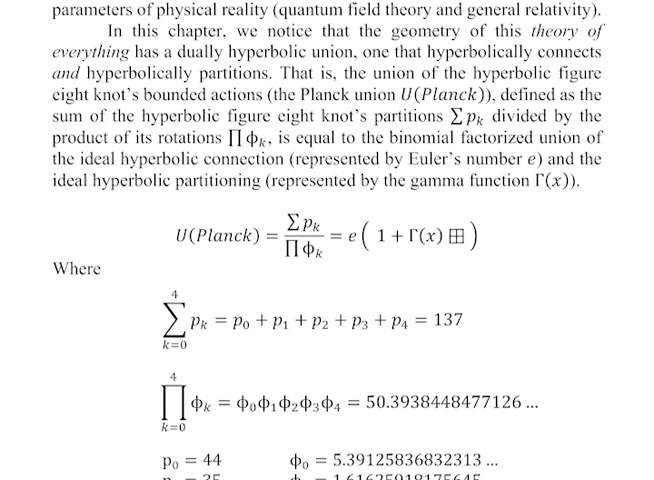 parameters of physical reality (quantum field theory and general relativity).
In this chapter, we notice that the geometry of this theory of
everything has a dually hyperbolic union, one that hyperbolically connects
and hyperbolically partitions. That is, the union of the hyperbolic figure
eight knot's bounded actions (the Planck union U(Planck)), defined as the
sum of the hyperbolic figure eight knot's partitions ∑ pₖ divided by the
product of its rotations ∏ ϕₖ, is equal to the binomial factorized union of
the ideal hyperbolic connection (represented by Euler's number e) and the
ideal hyperbolic partitioning (represented by the gamma function Γ(x)).
U(Planck) = ∑ pₖ / ∏ ϕₖ = e ( 1 + Γ(x) ⊞ )
Where
4
∑ pₖ = p₀ + p₁ + p₂ + p₃ + p₄ = 137
k=0
4
∏ ϕₖ = ϕ₀ϕ₁ϕ₂ϕ₃ϕ₄ = 50.3938448477126 ...
k=0
p₀ = 44 ϕ₀ = 5.39125836832313 ...